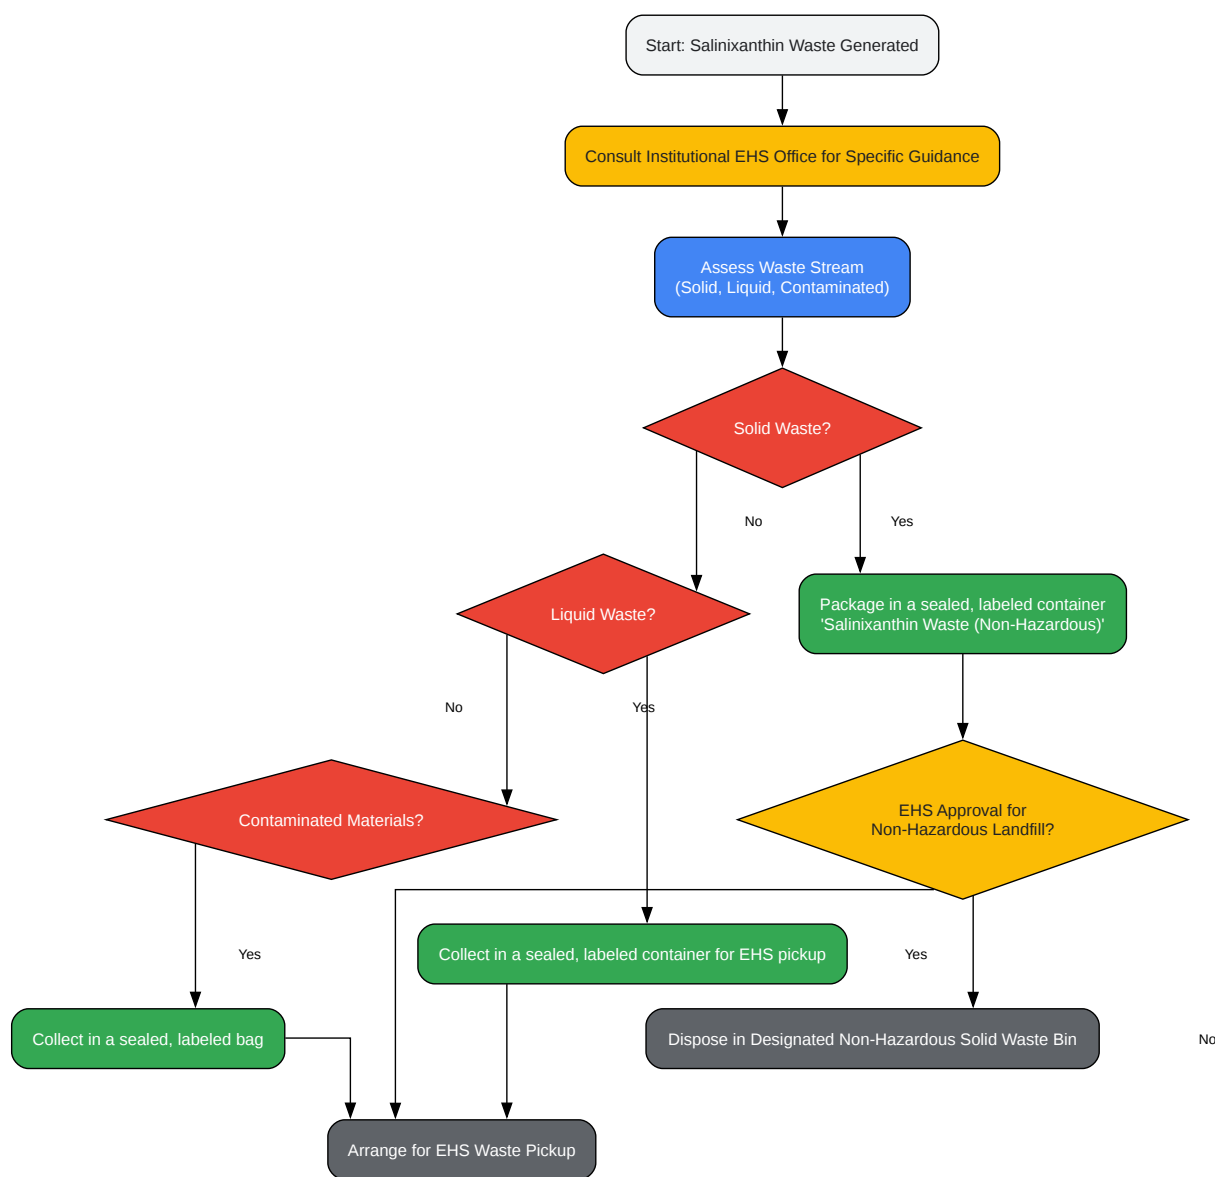 Start: Salinixanthin Waste Generated
Consult Institutional EHS Office for Specific Guidance
Assess Waste Stream
(Solid, Liquid, Contaminated)
Solid Waste?
No
Yes
Liquid Waste?
Package in a sealed, labeled container
'Salinixanthin Waste (Non-Hazardous)'
No
Yes
Contaminated Materials?
EHS Approval for
Non-Hazardous Landfill?
Yes
Collect in a sealed, labeled container for EHS pickup
Yes
Collect in a sealed, labeled bag
Dispose in Designated Non-Hazardous Solid Waste Bin
No
Arrange for EHS Waste Pickup